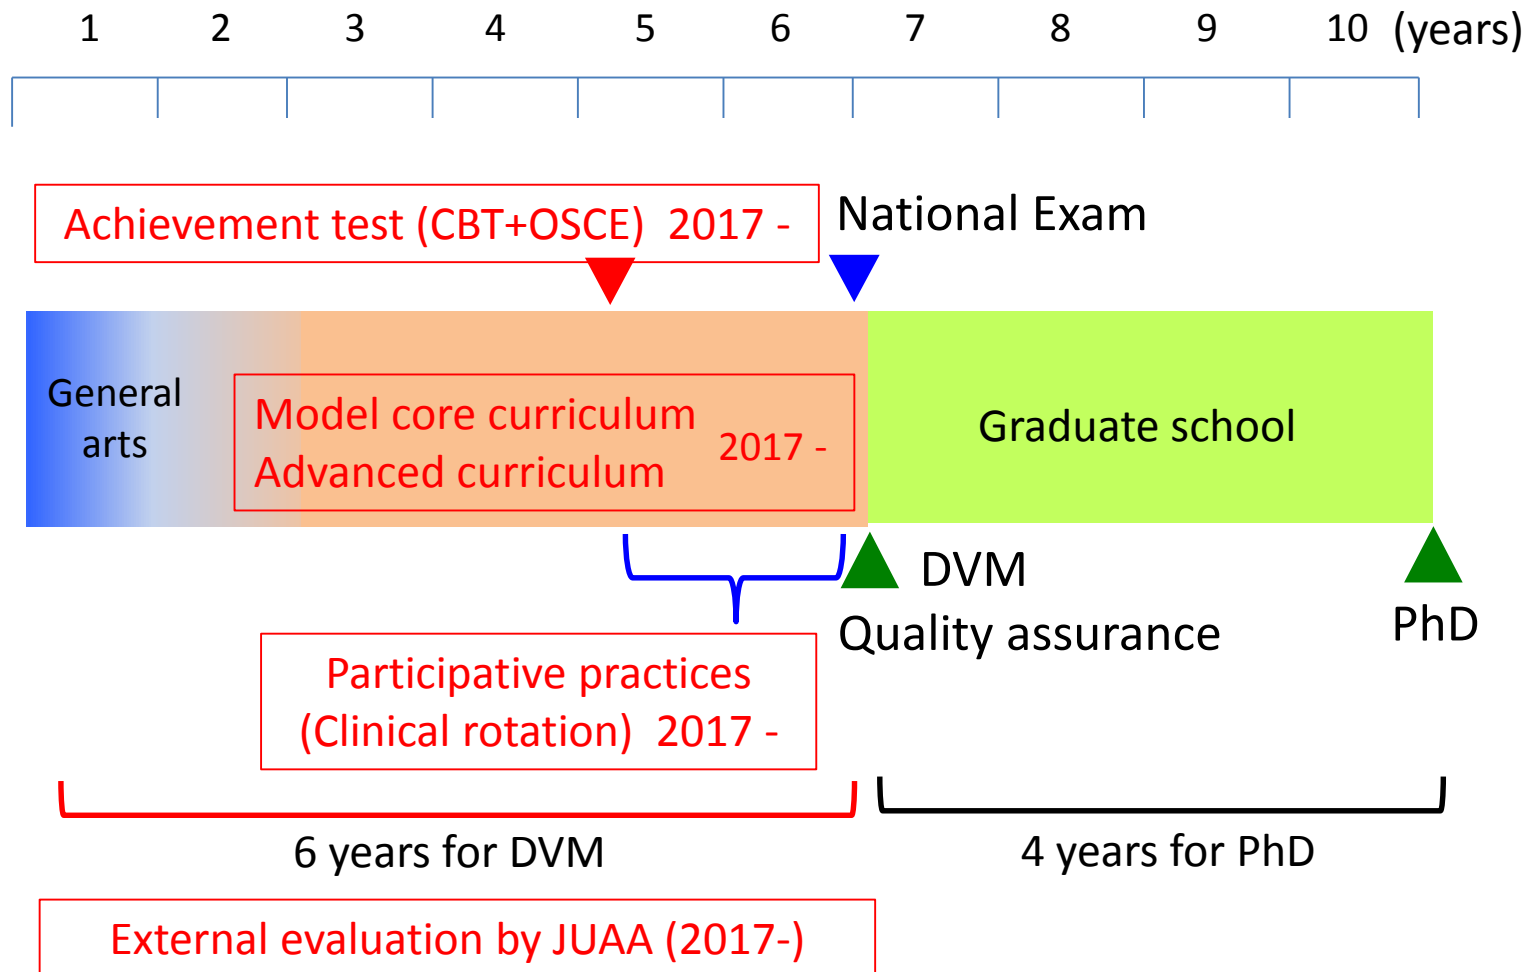 1 2 3 4 5 6 7 8 9 10 (years)
Achievement test (CBT+OSCE) 2017 -
National Exam
General
arts
Model core curriculum
Advanced curriculum
2017 -
Graduate school
DVM
Quality assurance
PhD
Participative practices
(Clinical rotation) 2017 -
6 years for DVM
4 years for PhD
External evaluation by JUAA (2017-)